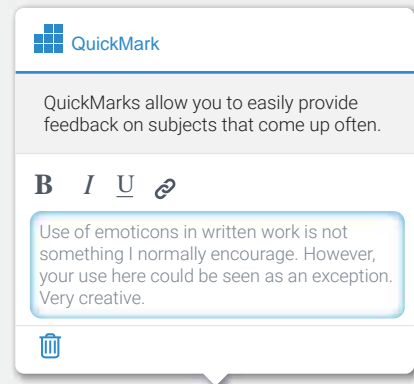 QuickMark
QuickMarks allow you to easily provide
feedback on subjects that come up often.
B I U
Use of emoticons in written work is not
something I normally encourage. However,
your use here could be seen as an exception.
Very creative.